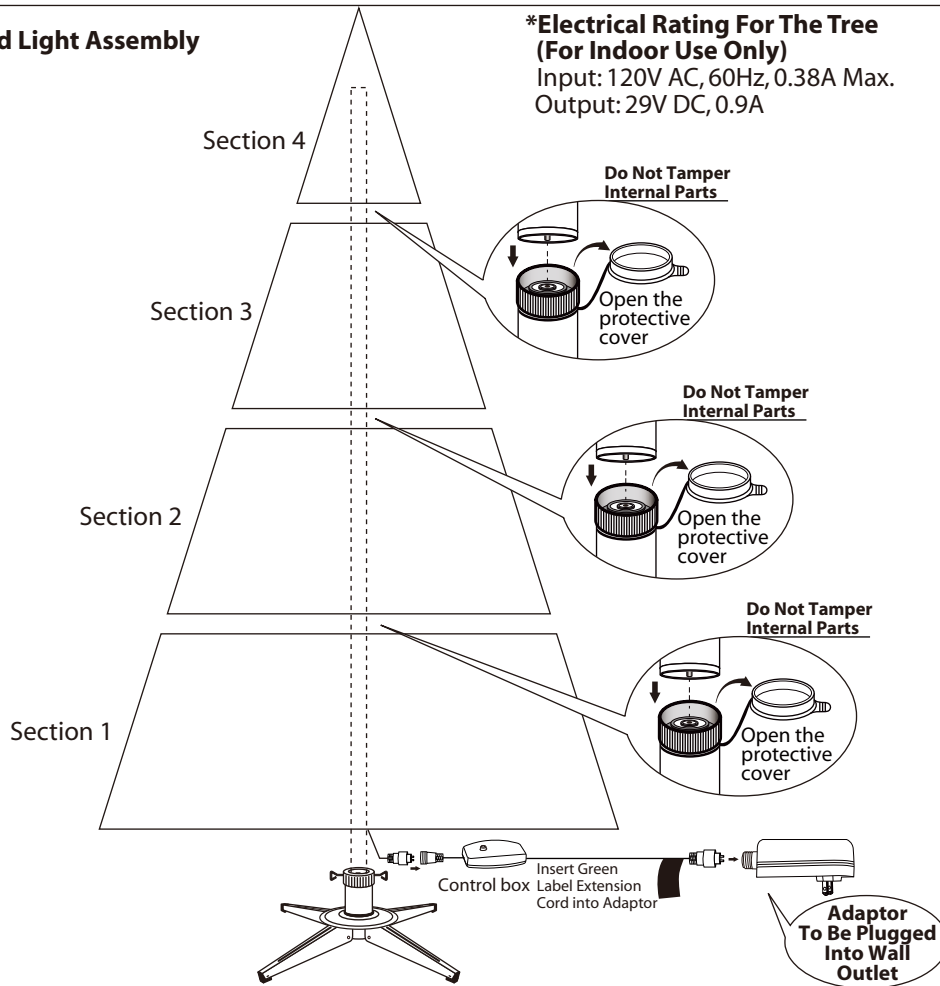 Light Assembly
*Electrical Rating For The Tree
(For Indoor Use Only)
Input: 120V AC, 60Hz, 0.38A Max.
Output: 29V DC, 0.9A
Section 4
Do Not Tamper
Internal Parts
Open the
protective
cover
Section 3
Do Not Tamper
Internal Parts
Open the
protective
cover
Section 2
Do Not Tamper
Internal Parts
Open the
protective
cover
Section 1
Control box
Insert Green
Label Extension
Cord into Adaptor
Adaptor
To Be Plugged
Into Wall
Outlet